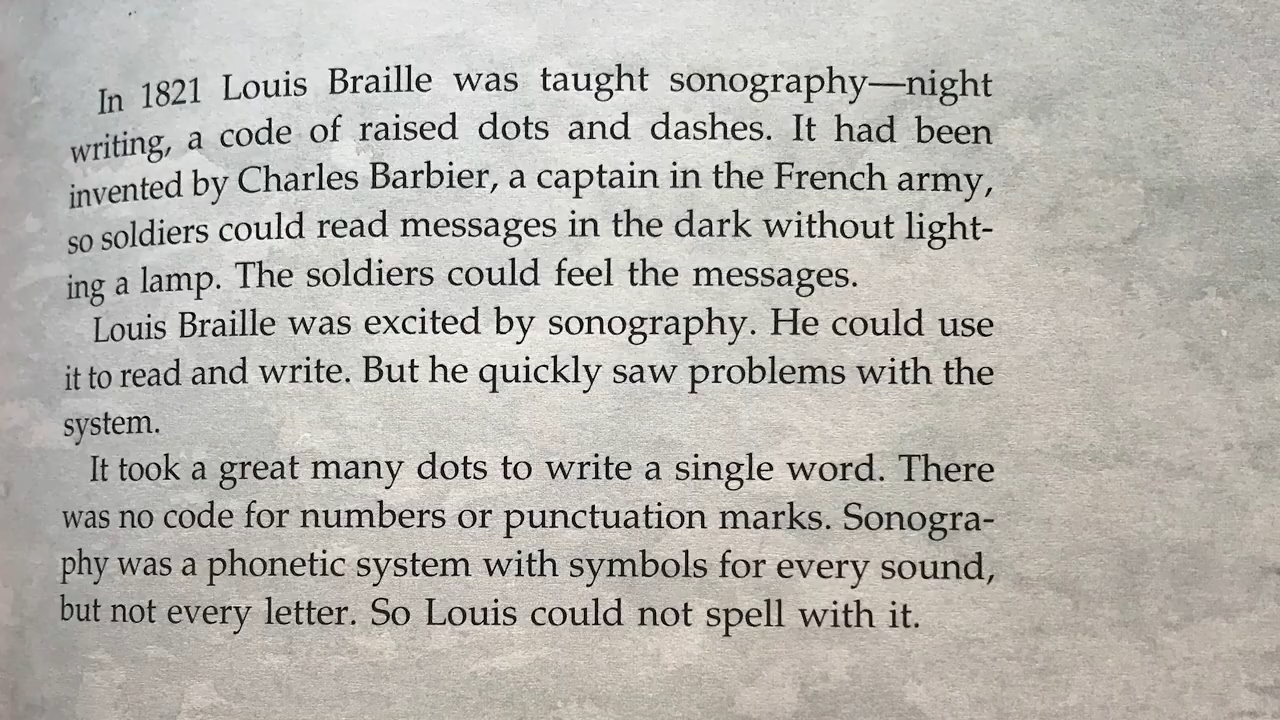 In 1821 Louis Braille was taught sonography—night
writing, a code of raised dots and dashes. It had been
invented by Charles Barbier, a captain in the French army,
so soldiers could read messages in the dark without light-
ing a lamp. The soldiers could feel the messages.
Louis Braille was excited by sonography. He could use
it to read and write. But he quickly saw problems with the
system.
It took a great many dots to write a single word. There
was no code for numbers or punctuation marks. Sonogra-
phy was a phonetic system with symbols for every sound,
but not every letter. So Louis could not spell with it.